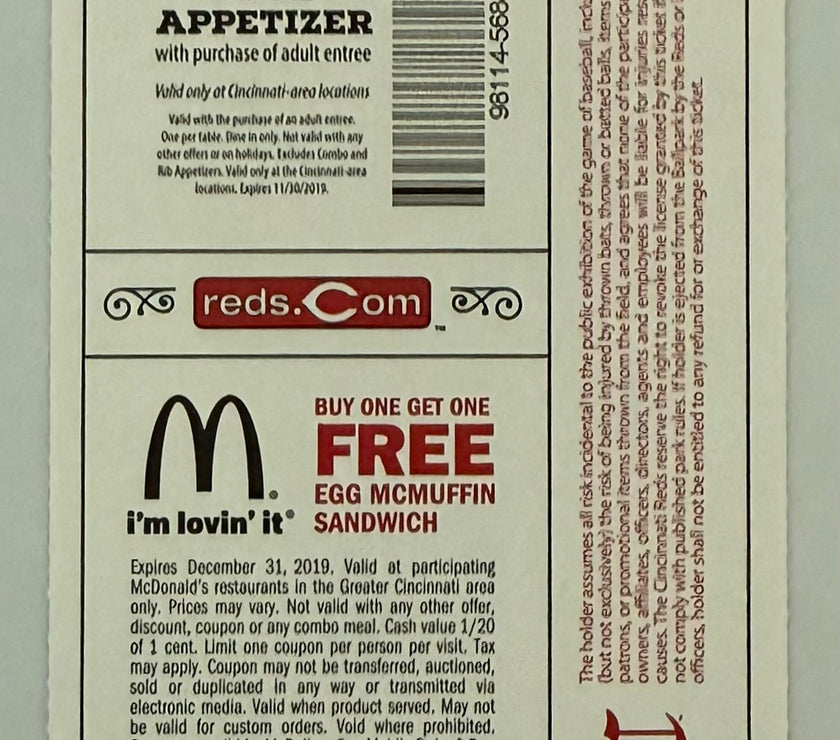 APPETIZER
with purchase of adult entree
Valid only at Cincinnati-area locations
Valid with the purchase of an adult entree.
One per table. Dine in only. Not valid with any
other offers or on holidays. Excludes Combo and
Rib Appetizers. Valid only at the Cincinnati-area
locations. Expires 11/30/2019.
98114-568
reds.Com
™
M
i'm lovin' it®
BUY ONE GET ONE
FREE
EGG MCMUFFIN
SANDWICH
Expires December 31, 2019. Valid at participating
McDonald's restaurants in the Greater Cincinnati area
only. Prices may vary. Not valid with any other offer,
discount, coupon or any combo meal. Cash value 1/20
of 1 cent. Limit one coupon per person per visit. Tax
may apply. Coupon may not be transferred, auctioned,
sold or duplicated in any way or transmitted via
electronic media. Valid when product served. May not
be valid for custom orders. Void where prohibited.
The holder assumes all risk incidental to the public exhibition of the game of baseball, inclu
(but not exclusively) the risk of being injured by thrown bats, thrown or batted balls, items
patrons, or promotional items thrown from the field, and agrees that none of the particip
owners, affiliates, officers, directors, agents and employees will be liable for injuries res
causes. The Cincinnati Reds reserve the right to revoke the license granted by this ticket
not comply with published park rules. If holder is ejected from the Ballpark by the Reds or
officers, holder shall not be entitled to any refund for or exchange of this ticket.